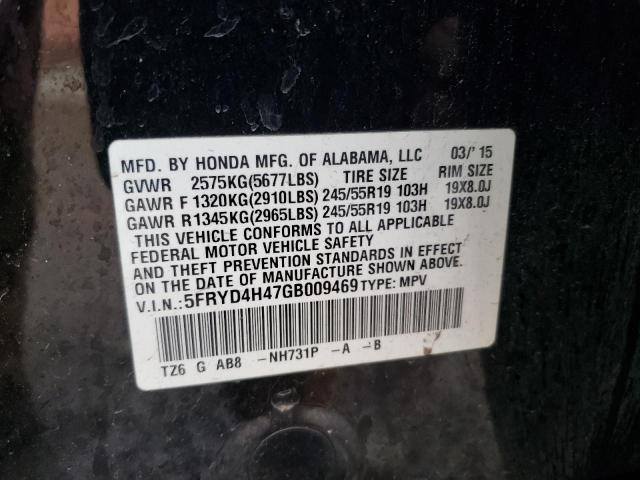 MFD. BY HONDA MFG. OF ALABAMA, LLC 03/'15
GVWR 2575KG(5677LBS) TIRE SIZE RIM SIZE
GAWR F 1320KG(2910LBS) 245/55R19 103H 19X8.0J
GAWR R 1345KG(2965LBS) 245/55R19 103H 19X8.0J
THIS VEHICLE CONFORMS TO ALL APPLICABLE
FEDERAL MOTOR VEHICLE SAFETY
AND THEFT PREVENTION STANDARDS IN EFFECT
ON THE DATE OF MANUFACTURE SHOWN ABOVE.
V.I.N.:5FRYD4H47GB009469 TYPE: MPV
TZ6 G AB8 -NH731P -A -B